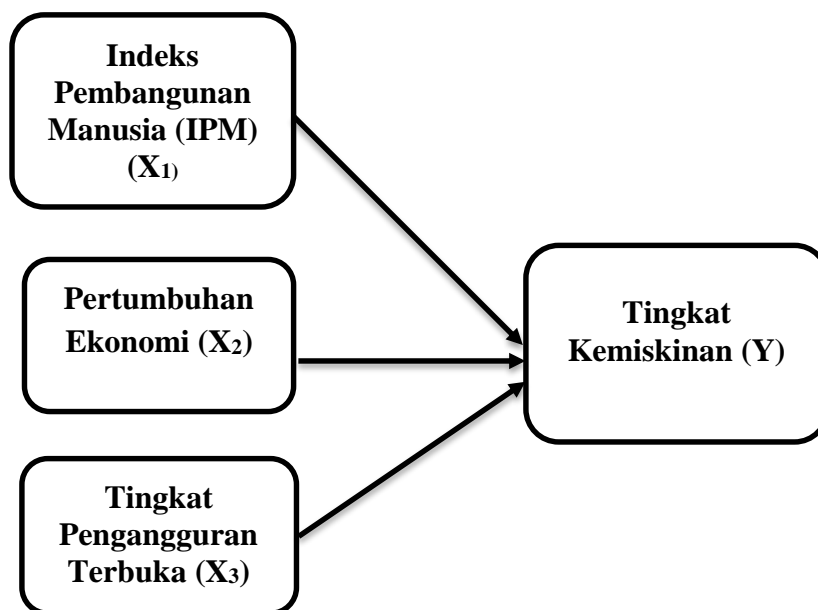 Indeks
Pembangunan
Manusia (IPM)
(X1)
Pertumbuhan
Ekonomi (X2)
Tingkat
Kemiskinan (Y)
Tingkat
Pengangguran
Terbuka (X3)